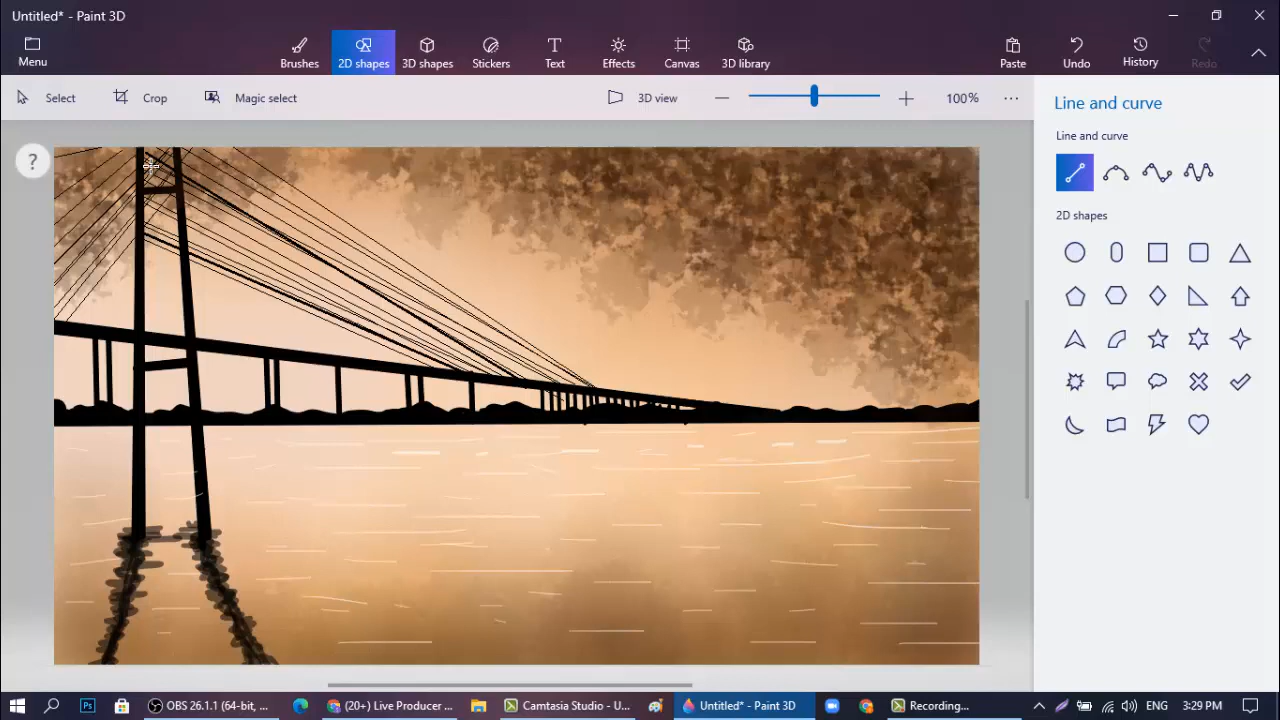 Untitled* - Paint 3D
Menu
Brushes
2D shapes
3D shapes
Stickers
Text
Effects
Canvas
3D library
Paste
Undo
History
Redo
Select
Crop
Magic select
3D view
100%
Line and curve
Line and curve
2D shapes
?
Ps
OBS 26.1.1 (64-bit, ...
(20+) Live Producer ...
Camtasia Studio - U...
Untitled* - Paint 3D
Recording...
ENG
3:29 PM